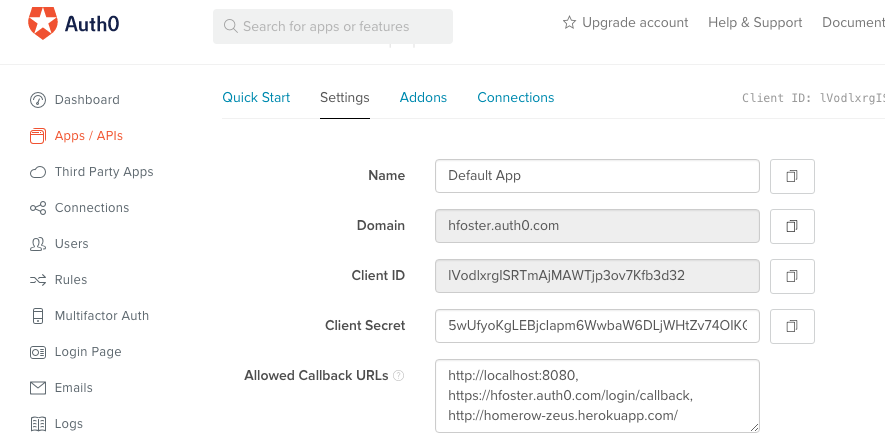 Auth0
Search for apps or features
Upgrade account
Help & Support
Document
Dashboard
Apps / APIs
Third Party Apps
Connections
Users
Rules
Multifactor Auth
Login Page
Emails
Logs
Quick Start
Settings
Addons
Connections
Client ID: lVodlxrgIS
Name
Default App
Domain
hfoster.auth0.com
Client ID
lVodlxrgISRTmAjMAWTjp3ov7Kfb3d32
Client Secret
5wUfyoKgLEBjcIapm6WwbaW6DLjWHtZv74OIK
Allowed Callback URLs
http://localhost:8080,
https://hfoster.auth0.com/login/callback,
http://homerow-zeus.herokuapp.com/